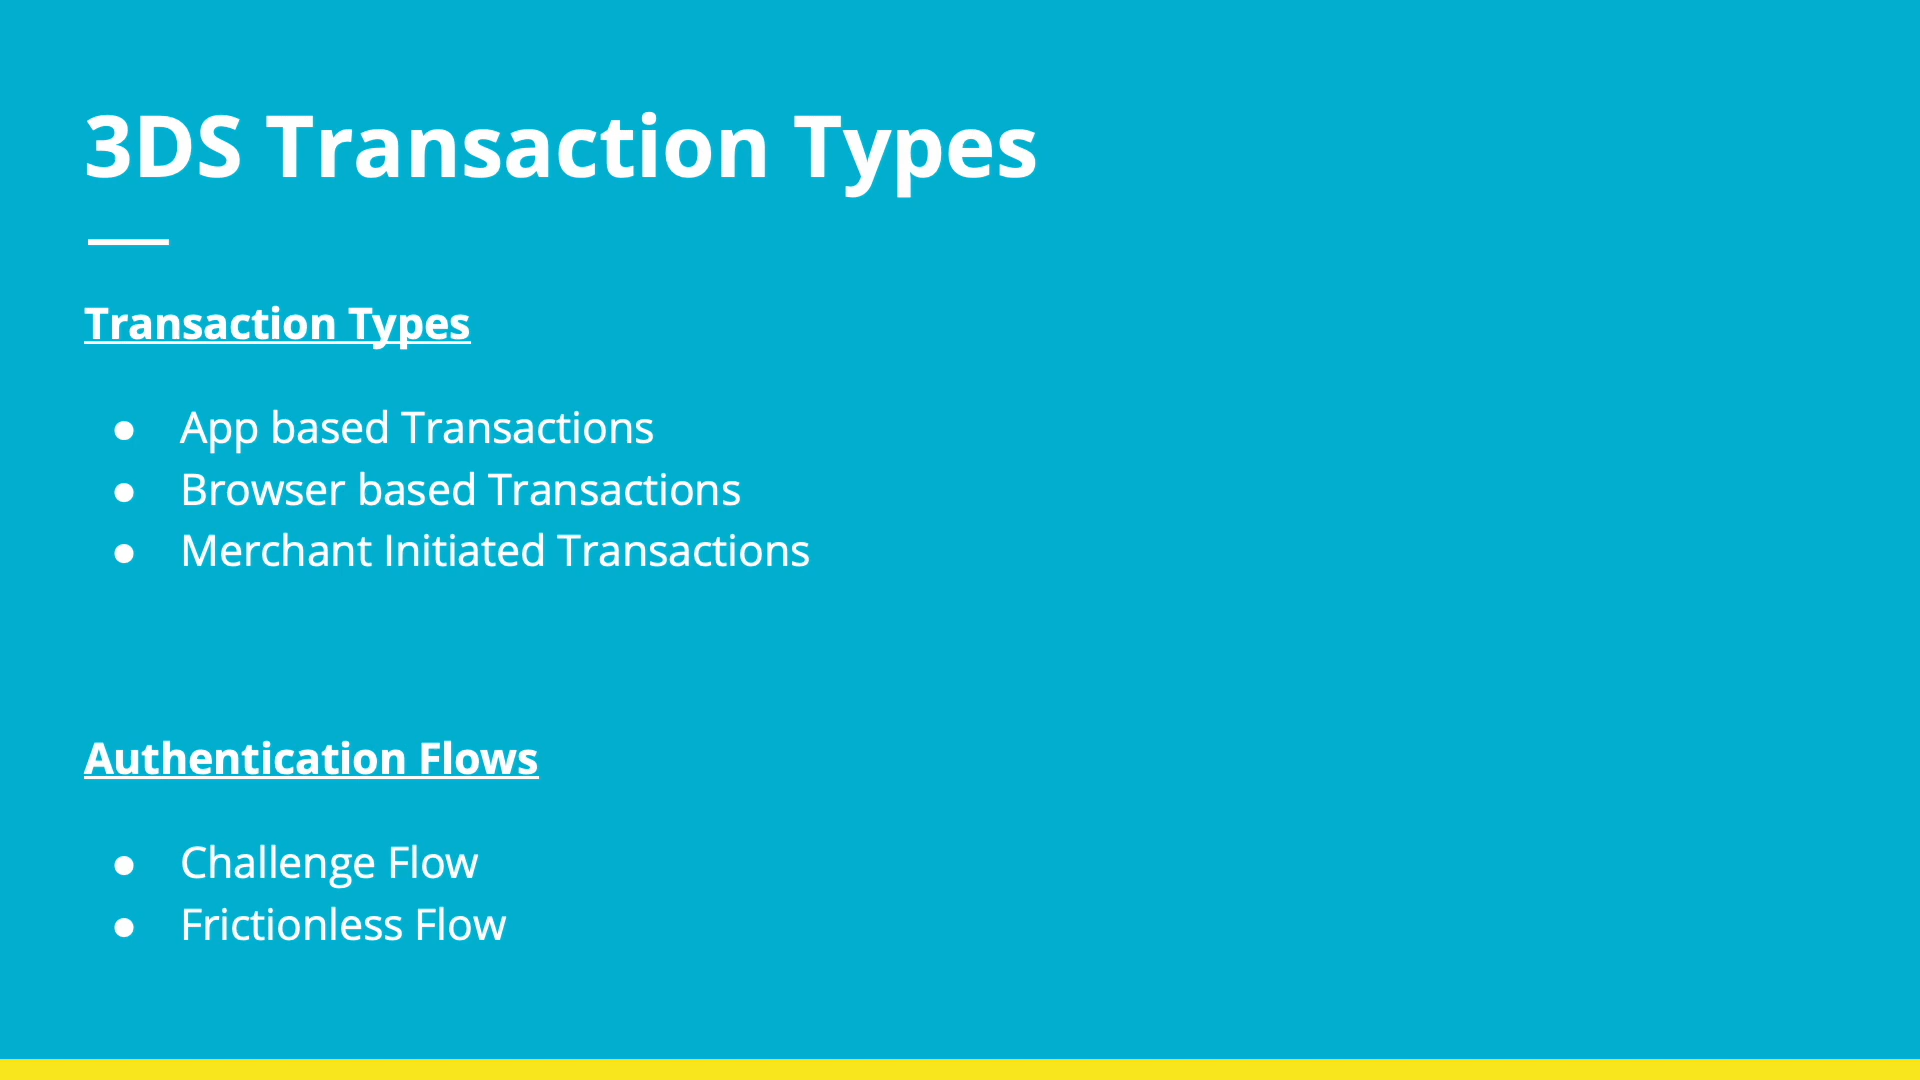 3DS Transaction Types
Transaction Types
● App based Transactions
● Browser based Transactions
● Merchant Initiated Transactions
Authentication Flows
● Challenge Flow
● Frictionless Flow